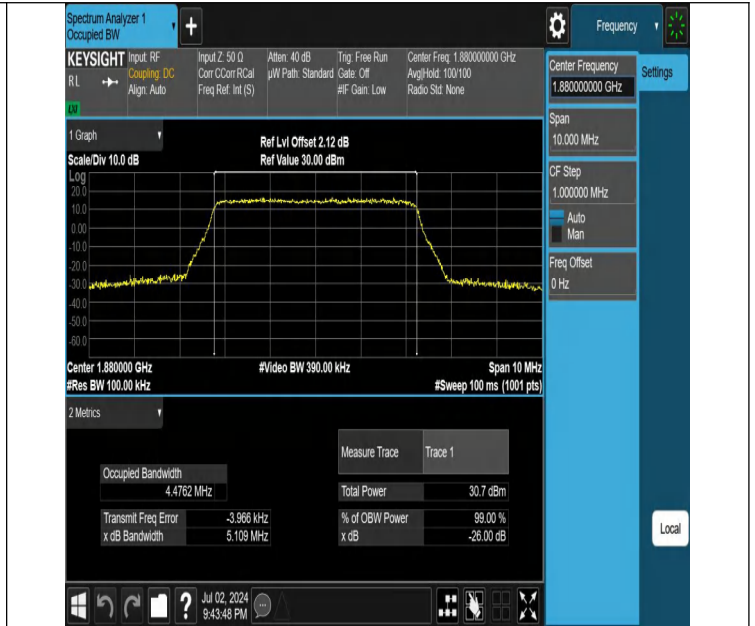 Spectrum Analyzer 1
Occupied BW
Frequency
KEYSIGHT
RL
LXI
Input: RF
Coupling: DC
Align: Auto
Input Z: 50 Ω
Corr CCorr RCal
Freq Ref: Int (S)
Atten: 40 dB
µW Path: Standard
Trig: Free Run
Gate: Off
#IF Gain: Low
Center Freq: 1.880000000 GHz
Avg|Hold: 100/100
Radio Std: None
Center Frequency
1.880000000 GHz
Settings
Span
10.000 MHz
CF Step
1.000000 MHz
Auto
Man
Freq Offset
0 Hz
1 Graph
Scale/Div 10.0 dB
Ref Lvl Offset 2.12 dB
Ref Value 30.00 dBm
Log
20.0
10.0
0.00
-10.0
-20.0
-30.0
-40.0
-50.0
-60.0
Center 1.880000 GHz
#Video BW 390.00 kHz
Span 10 MHz
#Res BW 100.00 kHz
#Sweep 100 ms (1001 pts)
2 Metrics
Measure Trace
Trace 1
Occupied Bandwidth
4.4762 MHz
Total Power
30.7 dBm
Transmit Freq Error
-3.966 kHz
% of OBW Power
99.00 %
x dB Bandwidth
5.109 MHz
x dB
-26.00 dB
Local
?
Jul 02, 2024
9:43:48 PM